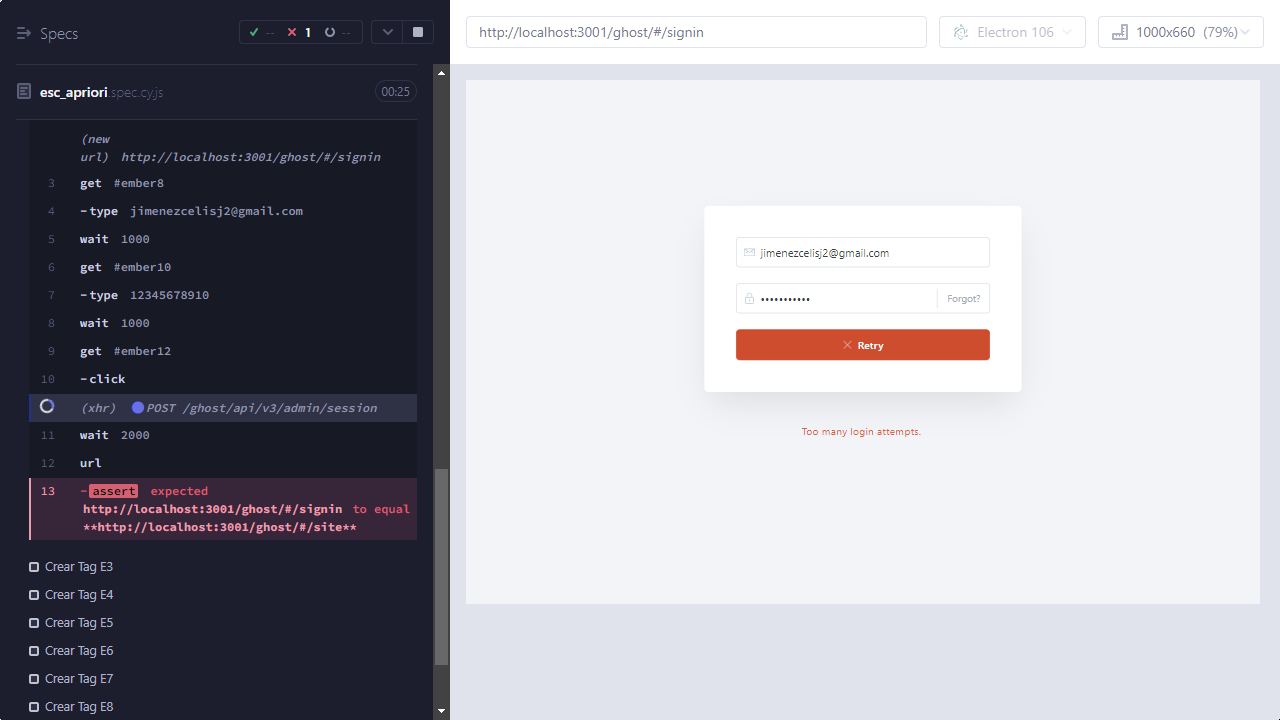 Specs
-- 1 --
esc_apriori.spec.cy.js 00:25
(new
url) http://localhost:3001/ghost/#/signin
3 get #ember8
4 -type jimenezcelisj2@gmail.com
5 wait 1000
6 get #ember10
7 -type 12345678910
8 wait 1000
9 get #ember12
10 -click
(xhr) POST /ghost/api/v3/admin/session
11 wait 2000
12 url
13 -assert expected
http://localhost:3001/ghost/#/signin to equal
**http://localhost:3001/ghost/#/site**
Crear Tag E3
Crear Tag E4
Crear Tag E5
Crear Tag E6
Crear Tag E7
Crear Tag E8
http://localhost:3001/ghost/#/signin
Electron 106
1000x660 (79%)
jimenezcelisj2@gmail.com
••••••••••• Forgot?
Retry
Too many login attempts.